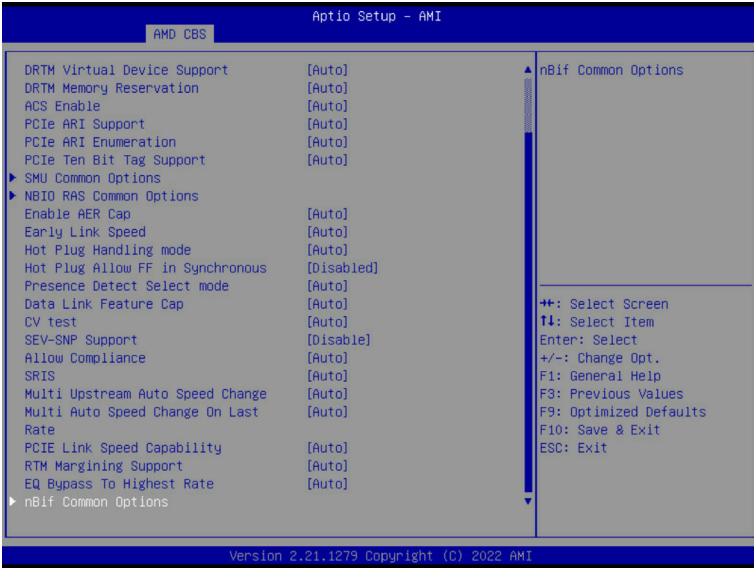 Aptio Setup - AMI
AMD CBS
DRTM Virtual Device Support [Auto]
DRTM Memory Reservation [Auto]
ACS Enable [Auto]
PCIe ARI Support [Auto]
PCIe ARI Enumeration [Auto]
PCIe Ten Bit Tag Support [Auto]
SMU Common Options
NBIO RAS Common Options
Enable AER Cap [Auto]
Early Link Speed [Auto]
Hot Plug Handling mode [Auto]
Hot Plug Allow FF in Synchronous [Disabled]
Presence Detect Select mode [Auto]
Data Link Feature Cap [Auto]
CV test [Auto]
SEV-SNP Support [Disable]
Allow Compliance [Auto]
SRIS [Auto]
Multi Upstream Auto Speed Change [Auto]
Multi Auto Speed Change On Last [Auto]
Rate
PCIE Link Speed Capability [Auto]
RTM Margining Support [Auto]
EQ Bypass To Highest Rate [Auto]
nBif Common Options
nBif Common Options
→←: Select Screen
↑↓: Select Item
Enter: Select
+/-: Change Opt.
F1: General Help
F3: Previous Values
F9: Optimized Defaults
F10: Save & Exit
ESC: Exit
Version 2.21.1279 Copyright (C) 2022 AMI